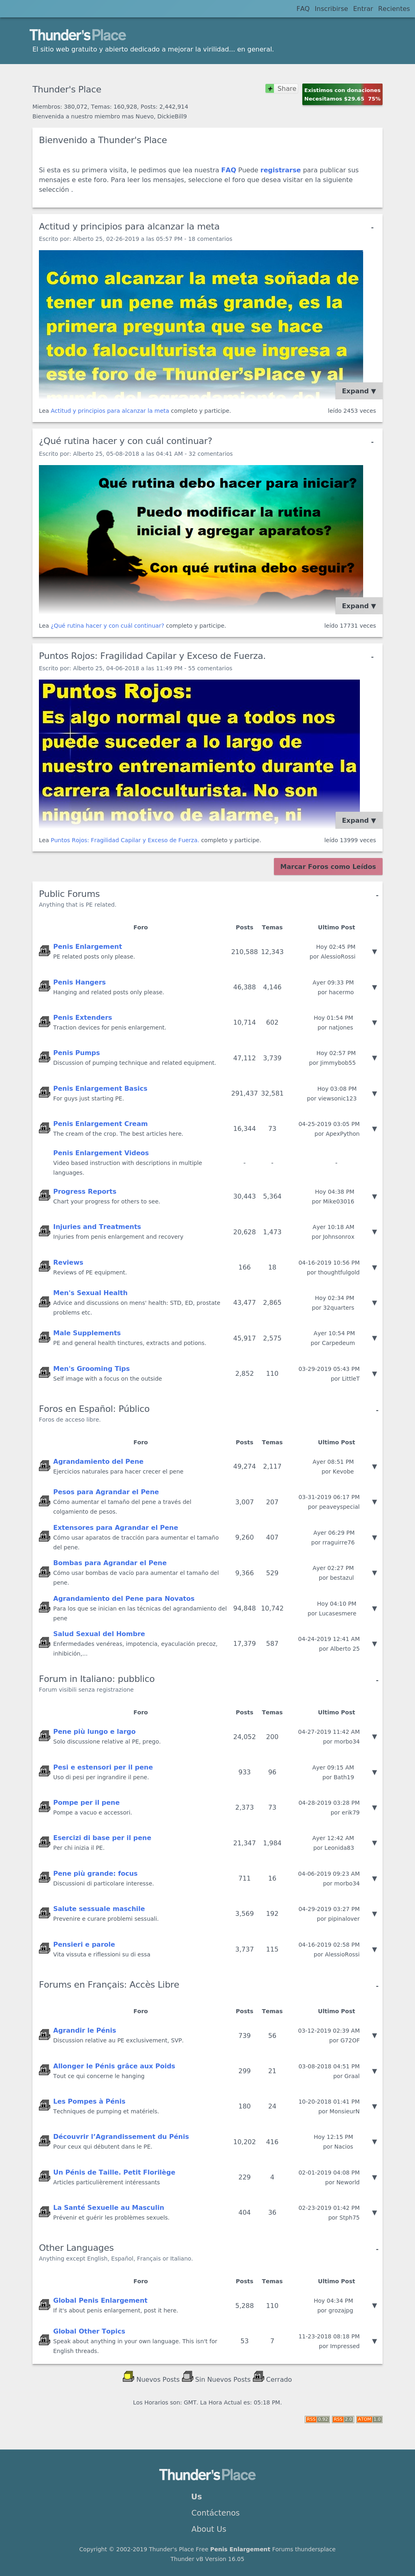 FAQ Inscribirse Entrar Recientes
Thunder'sPlace
El sitio web gratuito y abierto dedicado a mejorar la virilidad... en general.
Thunder's Place
Share
Existimos con donaciones
Necesitamos $29.65 75%
Miembros: 380,072, Temas: 160,928, Posts: 2,442,914
Bienvenida a nuestro miembro mas Nuevo, DickieBill9
Bienvenido a Thunder's Place
Si esta es su primera visita, le pedimos que lea nuestra FAQ Puede registrarse para publicar sus
mensajes e este foro. Para leer los mensajes, seleccione el foro que desea visitar en la siguiente
selección .
Actitud y principios para alcanzar la meta -
Escrito por: Alberto 25, 02-26-2019 a las 05:57 PM - 18 comentarios
Cómo alcanzar la meta soñada de
tener un pene más grande, es la
primera pregunta que se hace
todo faloculturista que ingresa a
este foro de Thunder'sPlace y al
Expand ▼
Lea Actitud y principios para alcanzar la meta completo y participe. leído 2453 veces
¿Qué rutina hacer y con cuál continuar? -
Escrito por: Alberto 25, 05-08-2018 a las 04:41 AM - 32 comentarios
Qué rutina debo hacer para iniciar?
Puedo modificar la rutina
inicial y agregar aparatos?
Con qué rutina debo seguir?
Expand ▼
Lea ¿Qué rutina hacer y con cuál continuar? completo y participe. leído 17731 veces
Puntos Rojos: Fragilidad Capilar y Exceso de Fuerza. -
Escrito por: Alberto 25, 04-06-2018 a las 11:49 PM - 55 comentarios
Puntos Rojos:
Es algo normal que a todos nos
puede suceder a lo largo de
nuestro entrenamiento durante la
carrera faloculturista. No son
ningún motivo de alarme, ni
Expand ▼
Lea Puntos Rojos: Fragilidad Capilar y Exceso de Fuerza. completo y participe. leído 13999 veces
Marcar Foros como Leídos
Public Forums -
Anything that is PE related.
Foro Posts Temas Ultimo Post
Penis Enlargement
PE related posts only please.
210,588 12,343
Hoy 02:45 PM
por AlessioRossi ▼
Penis Hangers
Hanging and related posts only please.
46,388 4,146
Ayer 09:33 PM
por hacermo ▼
Penis Extenders
Traction devices for penis enlargement.
10,714 602
Hoy 01:54 PM
por natjones ▼
Penis Pumps
Discussion of pumping technique and related equipment.
47,112 3,739
Hoy 02:57 PM
por Jimmybob55 ▼
Penis Enlargement Basics
For guys just starting PE.
291,437 32,581
Hoy 03:08 PM
por viewsonic123 ▼
Penis Enlargement Cream
The cream of the crop. The best articles here.
16,344 73
04-25-2019 03:05 PM
por ApexPython ▼
Penis Enlargement Videos
Video based instruction with descriptions in multiple
languages.
- - -
Progress Reports
Chart your progress for others to see.
30,443 5,364
Hoy 04:38 PM
por Mike03016 ▼
Injuries and Treatments
Injuries from penis enlargement and recovery
20,628 1,473
Ayer 10:18 AM
por Johnsonrox ▼
Reviews
Reviews of PE equipment.
166 18
04-16-2019 10:56 PM
por thoughtfulgold ▼
Men's Sexual Health
Advice and discussions on mens' health: STD, ED, prostate
problems etc.
43,477 2,865
Hoy 02:34 PM
por 32quarters ▼
Male Supplements
PE and general health tinctures, extracts and potions.
45,917 2,575
Ayer 10:54 PM
por Carpedeum ▼
Men's Grooming Tips
Self image with a focus on the outside
2,852 110
03-29-2019 05:43 PM
por LittleT ▼
Foros en Español: Público -
Foros de acceso libre.
Foro Posts Temas Ultimo Post
Agrandamiento del Pene
Ejercicios naturales para hacer crecer el pene
49,274 2,117
Ayer 08:51 PM
por Kevobe ▼
Pesos para Agrandar el Pene
Cómo aumentar el tamaño del pene a través del
colgamiento de pesos.
3,007 207
03-31-2019 06:17 PM
por peaveyspecial ▼
Extensores para Agrandar el Pene
Cómo usar aparatos de tracción para aumentar el tamaño
del pene.
9,260 407
Ayer 06:29 PM
por rraguirre76 ▼
Bombas para Agrandar el Pene
Cómo usar bombas de vacío para aumentar el tamaño del
pene.
9,366 529
Ayer 02:27 PM
por bestazul ▼
Agrandamiento del Pene para Novatos
Para los que se inician en las técnicas del agrandamiento del
pene
94,848 10,742
Hoy 04:10 PM
por Lucasesmere ▼
Salud Sexual del Hombre
Enfermedades venéreas, impotencia, eyaculación precoz,
inhibición,...
17,379 587
04-24-2019 12:41 AM
por Alberto 25 ▼
Forum in Italiano: pubblico -
Forum visibili senza registrazione
Foro Posts Temas Ultimo Post
Pene più lungo e largo
Solo discussione relative al PE, prego.
24,052 200
04-27-2019 11:42 AM
por morbo34 ▼
Pesi e estensori per il pene
Uso di pesi per ingrandire il pene.
933 96
Ayer 09:15 AM
por Bath19 ▼
Pompe per il pene
Pompe a vacuo e accessori.
2,373 73
04-28-2019 03:28 PM
por erik79 ▼
Esercizi di base per il pene
Per chi inizia il PE.
21,347 1,984
Ayer 12:42 AM
por Leonida83 ▼
Pene più grande: focus
Discussioni di particolare interesse.
711 16
04-06-2019 09:23 AM
por morbo34 ▼
Salute sessuale maschile
Prevenire e curare problemi sessuali.
3,569 192
04-29-2019 03:27 PM
por pipinalover ▼
Pensieri e parole
Vita vissuta e riflessioni su di essa
3,737 115
04-16-2019 02:58 PM
por AlessioRossi ▼
Forums en Français: Accès Libre -
Foro Posts Temas Ultimo Post
Agrandir le Pénis
Discussion relative au PE exclusivement, SVP.
739 56
03-12-2019 02:39 AM
por G72OF ▼
Allonger le Pénis grâce aux Poids
Tout ce qui concerne le hanging
299 21
03-08-2018 04:51 PM
por Graal ▼
Les Pompes à Pénis
Techniques de pumping et matériels.
180 24
10-20-2018 01:41 PM
por MonsieurN ▼
Découvrir l'Agrandissement du Pénis
Pour ceux qui débutent dans le PE.
10,202 416
Hoy 12:15 PM
por Nacios ▼
Un Pénis de Taille. Petit Florilège
Articles particulièrement intéressants
229 4
02-01-2019 04:08 PM
por Neworld ▼
La Santé Sexuelle au Masculin
Prévenir et guérir les problèmes sexuels.
404 36
02-23-2019 01:42 PM
por Stph75 ▼
Other Languages -
Anything except English, Español, Français or Italiano.
Foro Posts Temas Ultimo Post
Global Penis Enlargement
If it's about penis enlargement, post it here.
5,288 110
Hoy 04:34 PM
por grozajpg ▼
Global Other Topics
Speak about anything in your own language. This isn't for
English threads.
53 7
11-23-2018 08:18 PM
por Impressed ▼
Nuevos Posts Sin Nuevos Posts Cerrado
Los Horarios son: GMT. La Hora Actual es: 05:18 PM.
RSS 0.92 RSS 2.0 ATOM 1.0
Thunder'sPlace
Us
Contáctenos
About Us
Copyright © 2002-2019 Thunder's Place Free Penis Enlargement Forums thundersplace
Thunder vB Version 16.05